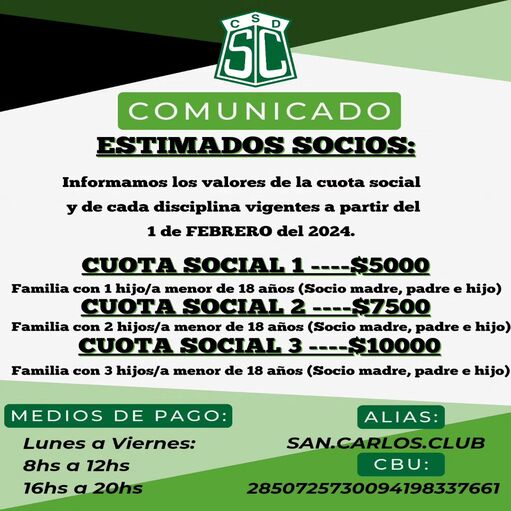 CSD
SC
COMUNICADO
ESTIMADOS SOCIOS:
Informamos los valores de la cuota social
y de cada disciplina vigentes a partir del
1 de FEBRERO del 2024.
CUOTA SOCIAL 1 ----$5000
Familia con 1 hijo/a menor de 18 años (Socio madre, padre e hijo)
CUOTA SOCIAL 2 ----$7500
Familia con 2 hijos/a menor de 18 años (Socio madre, padre e hijo)
CUOTA SOCIAL 3 ----$10000
Familia con 3 hijos/a menor de 18 años (Socio madre, padre e hijo)
MEDIOS DE PAGO:
Lunes a Viernes:
8hs a 12hs
16hs a 20hs
ALIAS:
SAN.CARLOS.CLUB
CBU:
2850725730094198337661